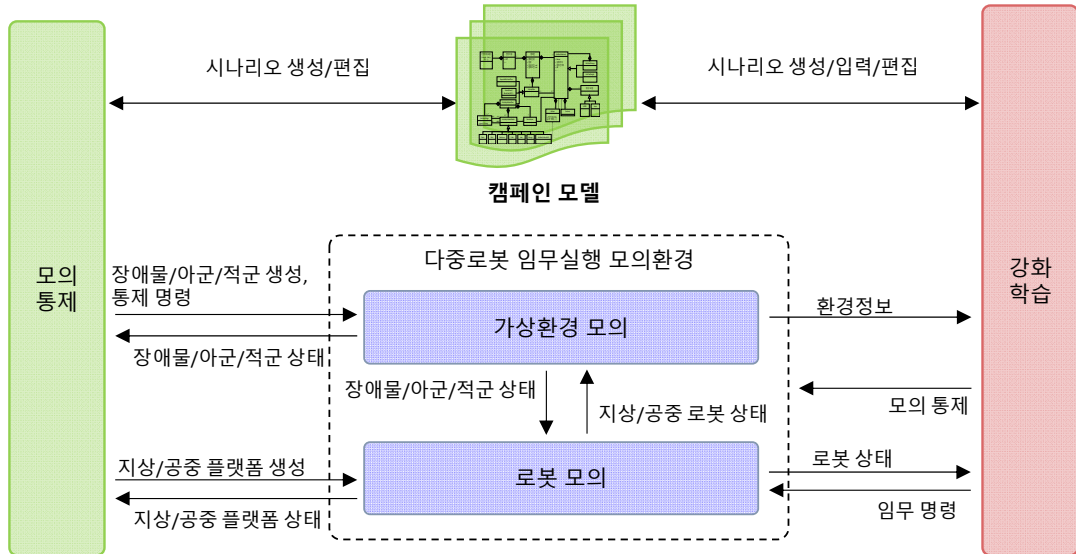 시나리오 생성/편집
시나리오 생성/입력/편집
캠페인 모델
모의
통제
강화
학습
다중로봇 임무실행 모의환경
장애물/아군/적군 생성,
통제 명령
가상환경 모의
환경정보
장애물/아군/적군 상태
장애물/아군/적군 상태
지상/공중 로봇 상태
모의 통제
지상/공중 플랫폼 생성
로봇 모의
로봇 상태
지상/공중 플랫폼 상태
임무 명령